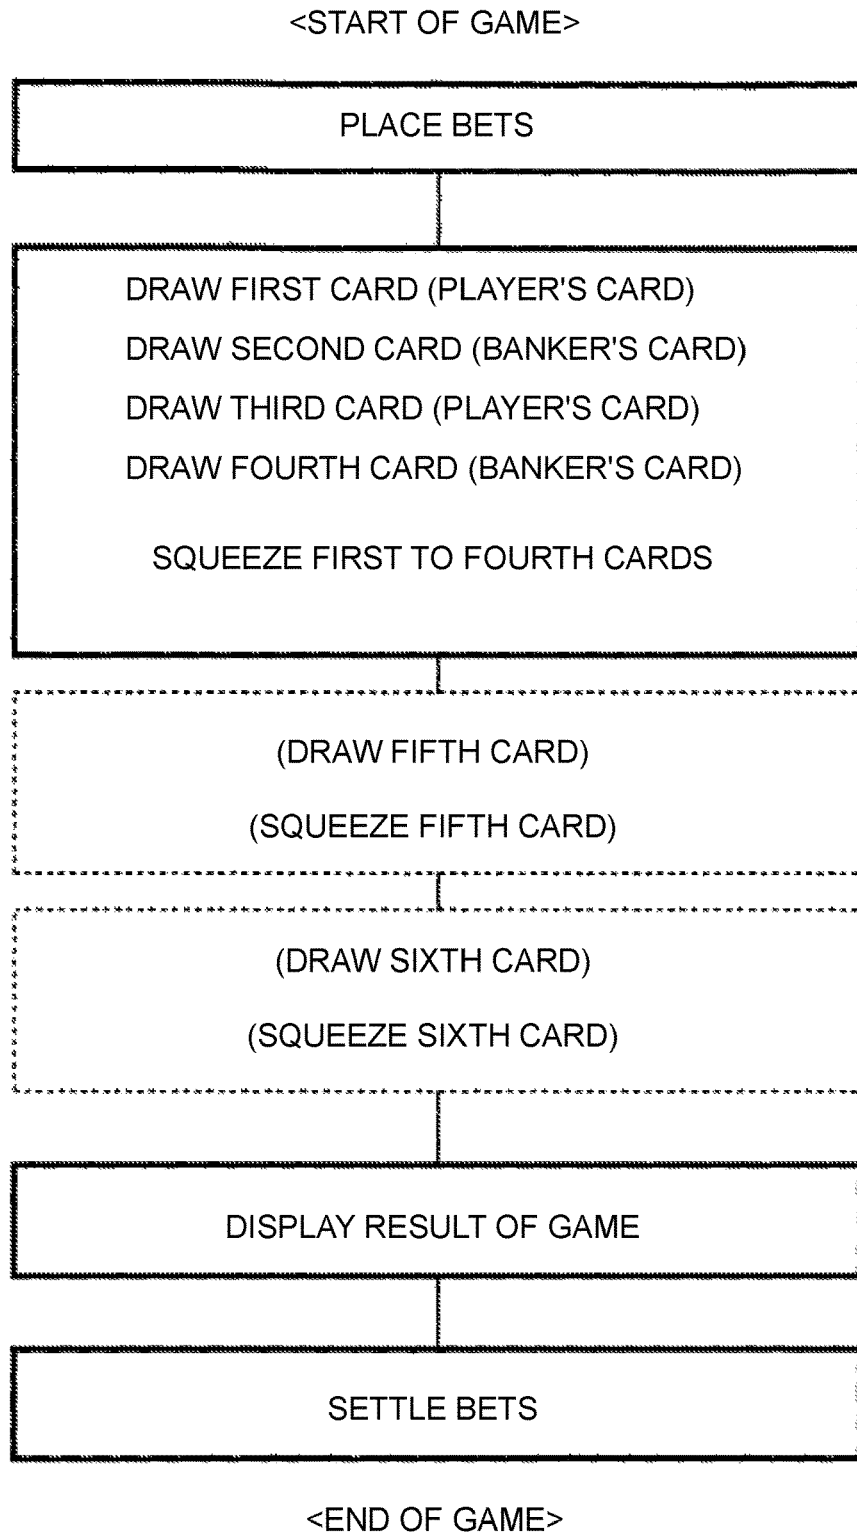 <START OF GAME>
PLACE BETS
DRAW FIRST CARD (PLAYER'S CARD)
DRAW SECOND CARD (BANKER'S CARD)
DRAW THIRD CARD (PLAYER'S CARD)
DRAW FOURTH CARD (BANKER'S CARD)
SQUEEZE FIRST TO FOURTH CARDS
(DRAW FIFTH CARD)
(SQUEEZE FIFTH CARD)
(DRAW SIXTH CARD)
(SQUEEZE SIXTH CARD)
DISPLAY RESULT OF GAME
SETTLE BETS
<END OF GAME>